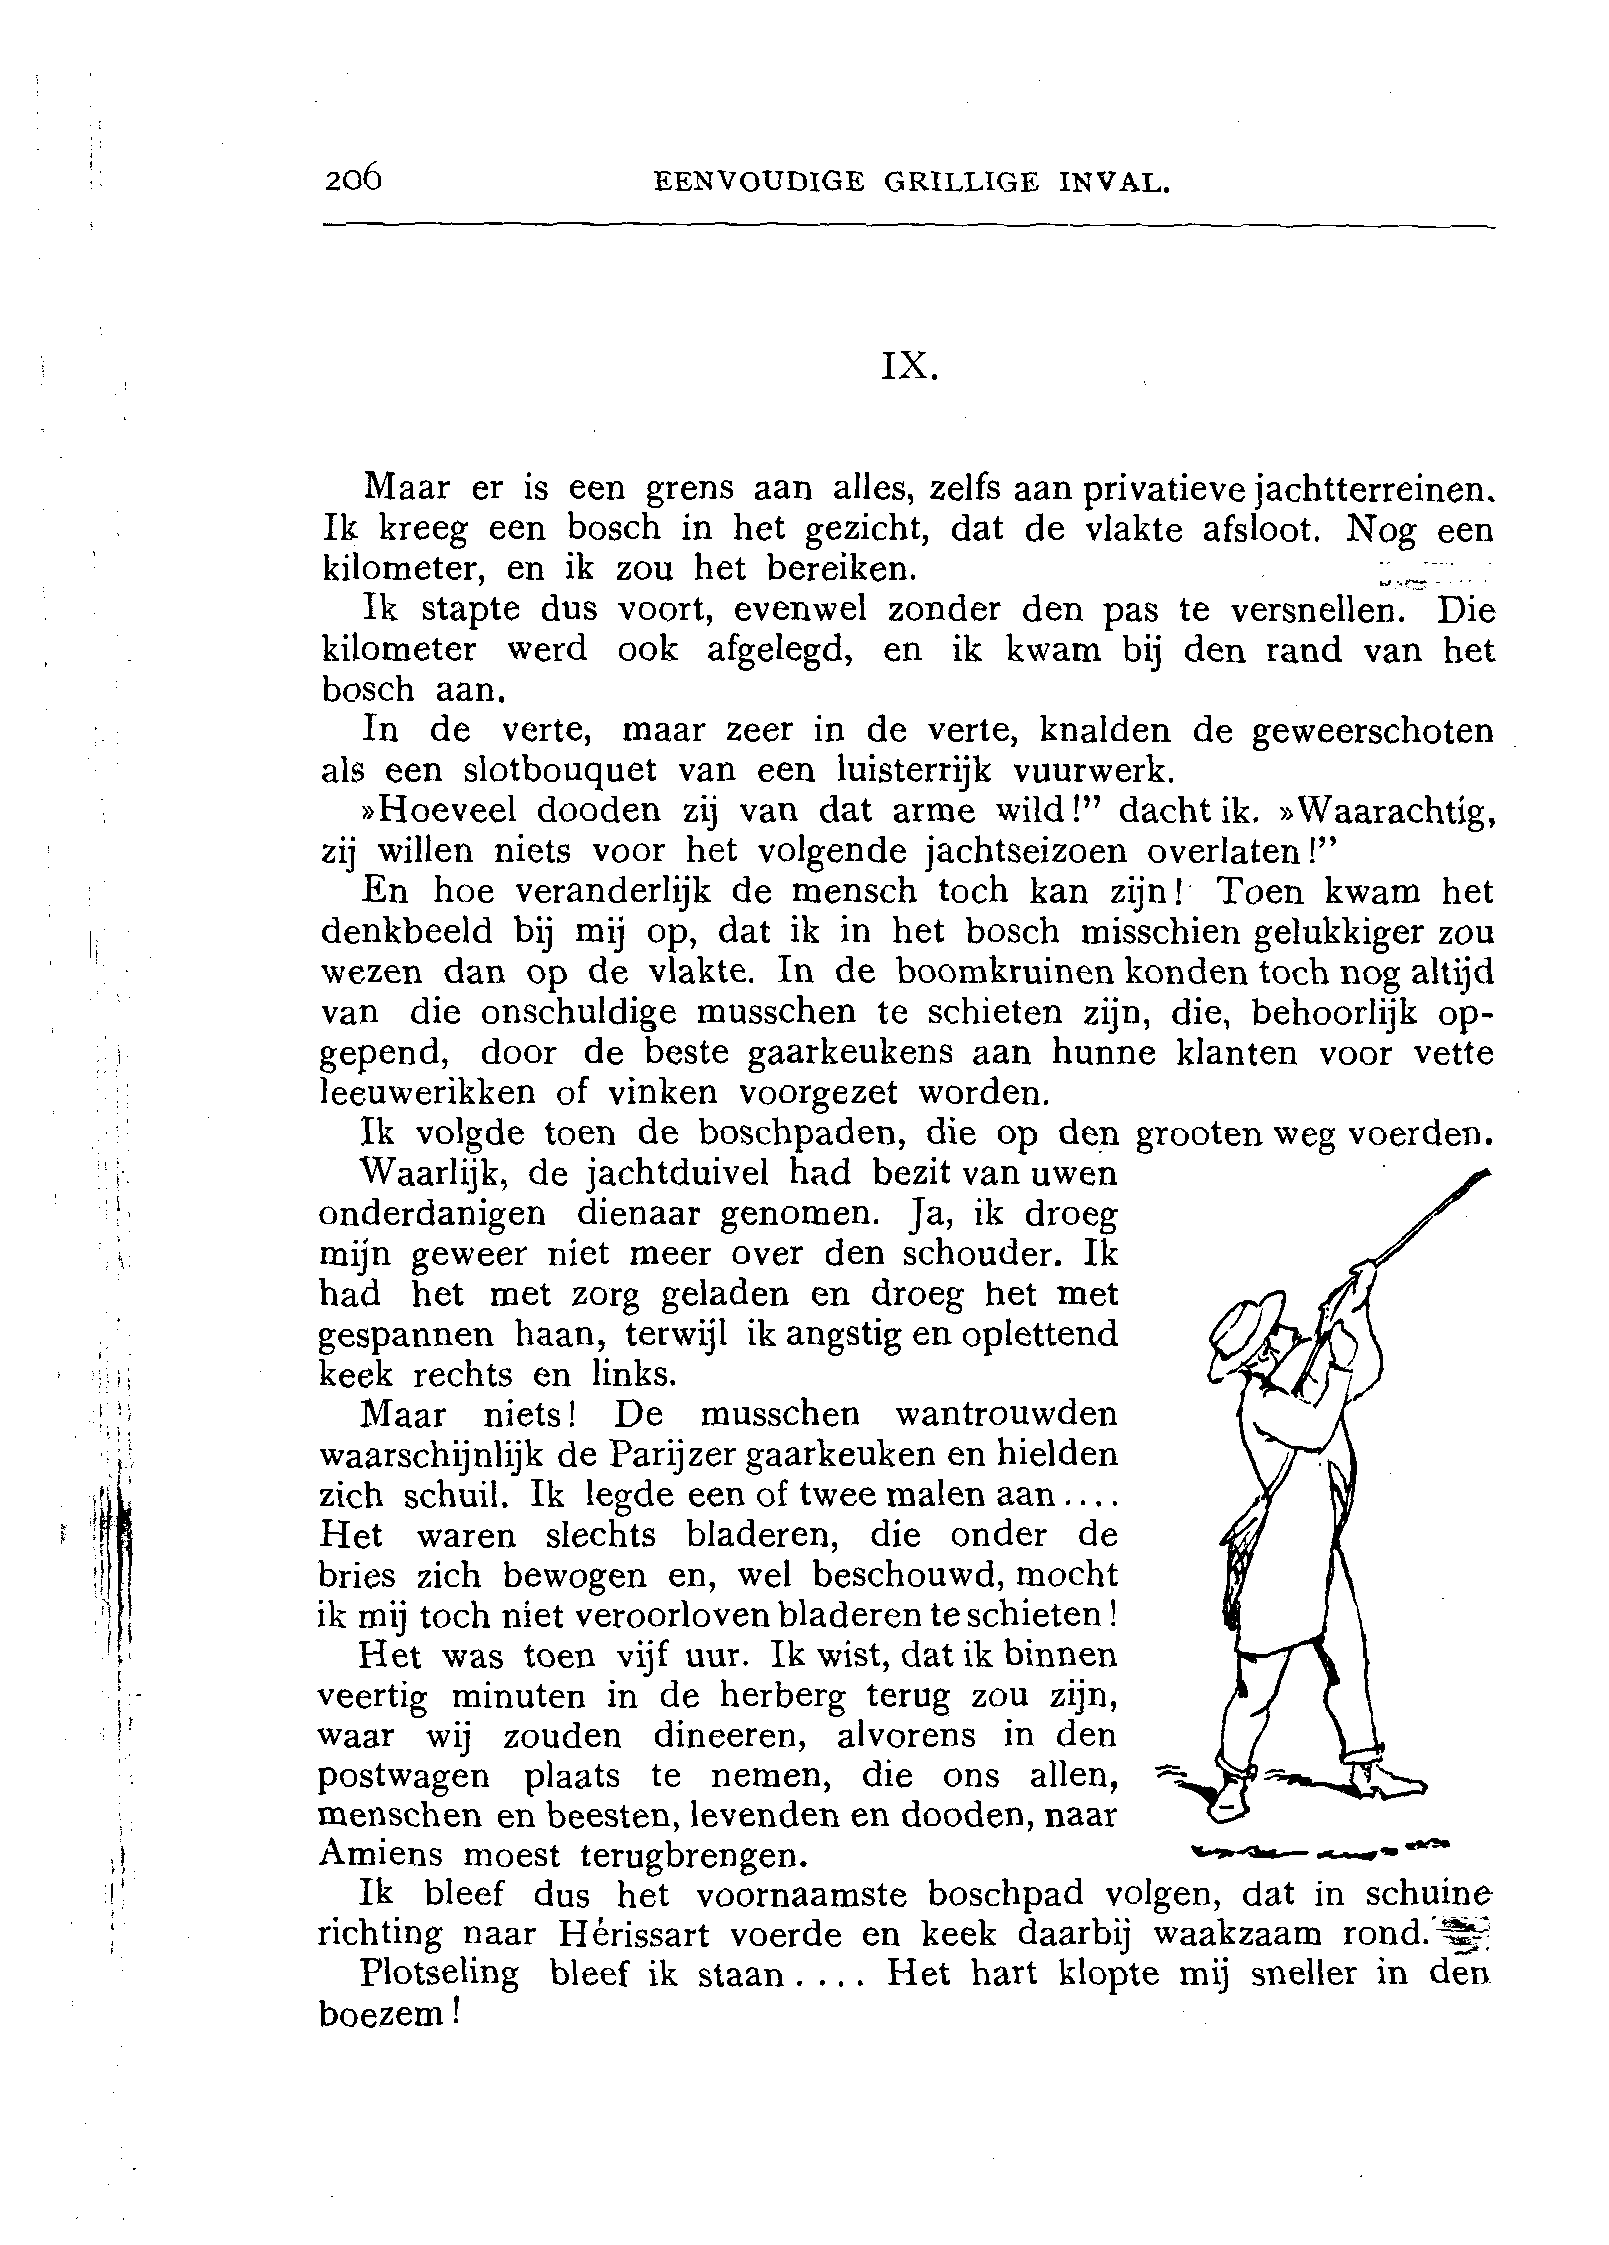 206 EENVOUDIGE GRILLIGE INVAL.
IX.
Maar er is een grens aan alles, zelfs aan privatieve jachtterreinen.
Ik kreeg een bosch in het gezicht, dat de vlakte afsloot. Nog een
kilometer, en ik zou het bereiken.
Ik stapte dus voort, evenwel zonder den pas te versnellen. Die
kilometer werd ook afgelegd, en ik kwam bij den rand van het
bosch aan.
In de verte, maar zeer in de verte, knalden de geweerschoten
als een slotbouquet van een luisterrijk vuurwerk.
»Hoeveel dooden zij van dat arme wild!” dacht ik. »Waarachtig,
zij willen niets voor het volgende jachtseizoen overlaten!”
En hoe veranderlijk de mensch toch kan zijn! Toen kwam het
denkbeeld bij mij op, dat ik in het bosch misschien gelukkiger zou
wezen dan op de vlakte. In de boomkruinen konden toch nog altijd
van die onschuldige musschen te schieten zijn, die, behoorlijk op-
gepend, door de beste gaarkeukens aan hunne klanten voor vette
leeuwerikken of vinken voorgezet worden.
Ik volgde toen de boschpaden, die op den grooten weg voerden.
Waarlijk, de jachtduivel had bezit van uwen
onderdanigen dienaar genomen. Ja, ik droeg
mijn geweer niet meer over den schouder. Ik
had het met zorg geladen en droeg het met
gespannen haan, terwijl ik angstig en oplettend
keek rechts en links.
Maar niets! De musschen wantrouwden
waarschijnlijk de Parijzer gaarkeuken en hielden
zich schuil. Ik legde een of twee malen aan....
Het waren slechts bladeren, die onder de
bries zich bewogen en, wel beschouwd, mocht
ik mij toch niet veroorloven bladeren te schieten!
Het was toen vijf uur. Ik wist, dat ik binnen
veertig minuten in de herberg terug zou zijn,
waar wij zouden dineeren, alvorens in den
postwagen plaats te nemen, die ons allen,
menschen en beesten, levenden en dooden, naar
Amiens moest terugbrengen.
Ik bleef dus het voornaamste boschpad volgen, dat in schuine
richting naar Hérissart voerde en keek daarbij waakzaam rond.
Plotseling bleef ik staan.... Het hart klopte mij sneller in den
boezem!